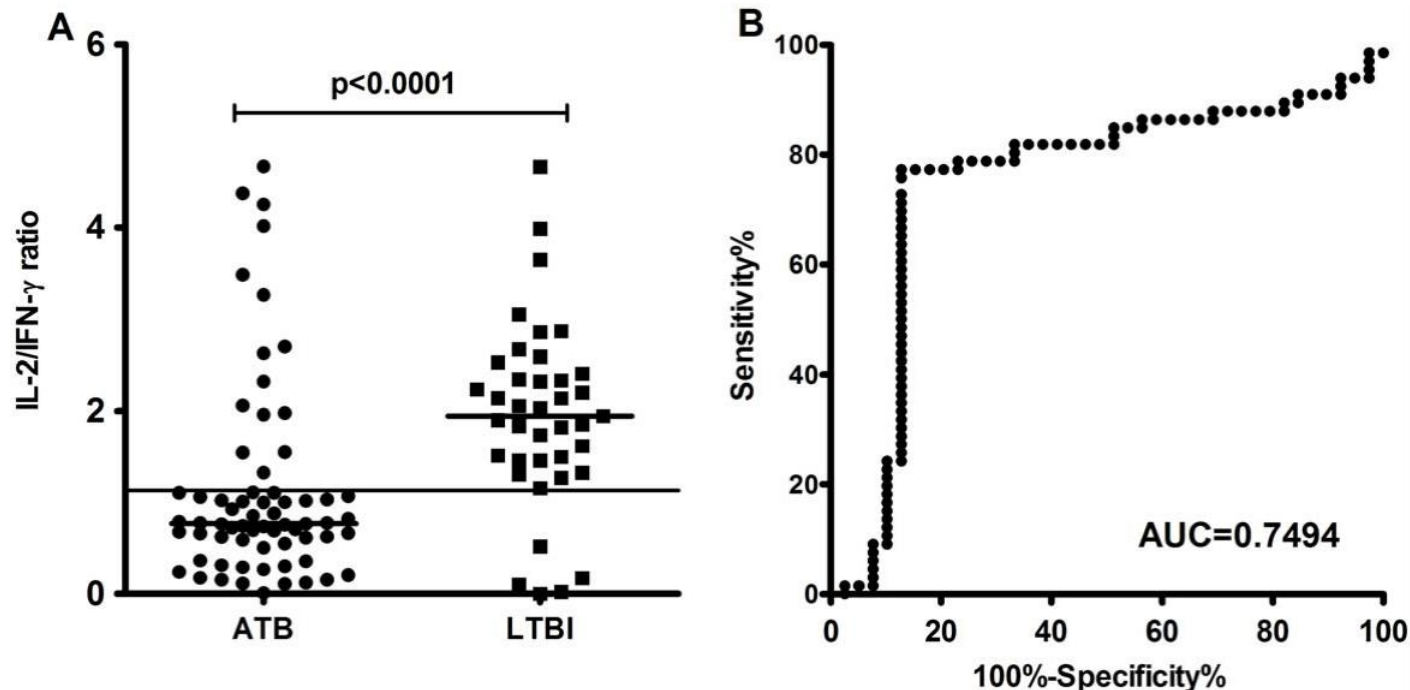 A
6
p<0.0001
4
IL-2/IFN-γ ratio
2
0
ATB
LTBI
B
100
80
60
Sensitivity%
40
20
AUC=0.7494
0
0 20 40 60 80 100
100%-Specificity%